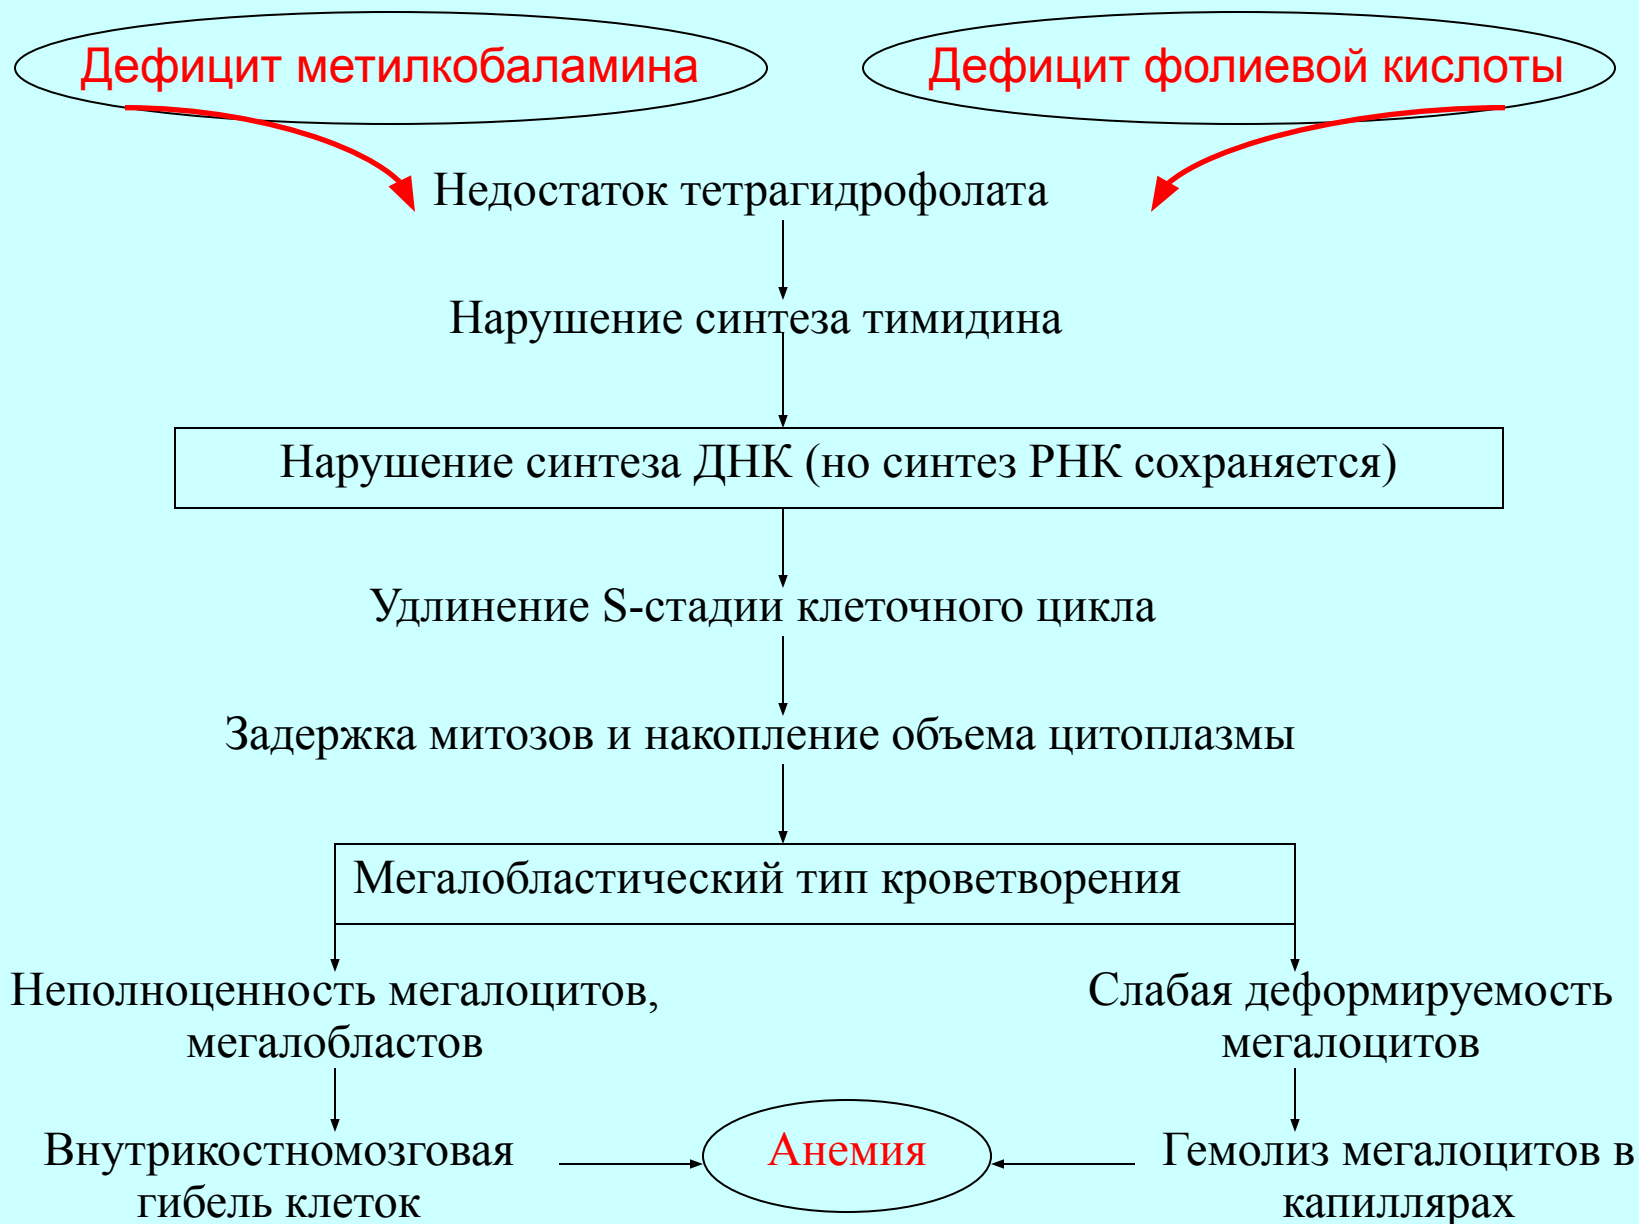 Дефицит метилкобаламина
Дефицит фолиевой кислоты
Недостаток тетрагидрофолата
Нарушение синтеза тимидина
Нарушение синтеза ДНК (но синтез РНК сохраняется)
Удлинение S-стадии клеточного цикла
Задержка митозов и накопление объема цитоплазмы
Мегалобластический тип кроветворения
Неполноценность мегалоцитов,
мегалобластов
Слабая деформируемость
мегалоцитов
Внутрикостномозговая
гибель клеток
Анемия
Гемолиз мегалоцитов в
капиллярах